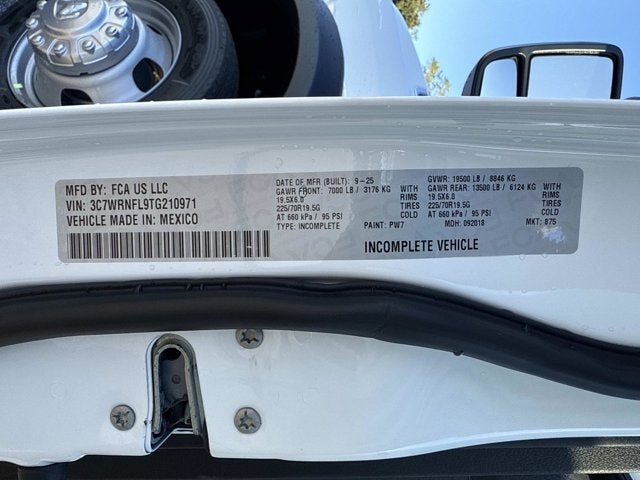 MFD BY: FCA US LLC
VIN: 3C7WRNFL9TG210971
VEHICLE MADE IN: MEXICO
DATE OF MFR (BUILT): 9-25
GAWR FRONT: 7000 LB / 3176 KG WITH
19.5X6.0 RIMS
225/70R19.5G TIRES
AT 660 kPa / 95 PSI
TYPE: INCOMPLETE PAINT: PW7
GVWR: 19500 LB / 8846 KG
GAWR REAR: 13500 LB / 6124 KG WITH
19.5X6.0 RIMS
225/70R19.5G TIRES
AT 660 kPa / 95 PSI COLD
MDH: 092018 MKT: 875
INCOMPLETE VEHICLE